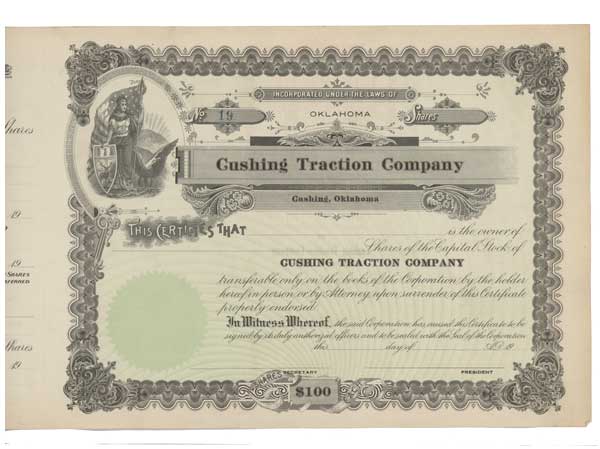 Shares
19
19
SHARES
Shares
19
INCORPORATED UNDER THE LAWS OF
No. 19 OKLAHOMA Shares
Cushing Traction Company
Cushing, Oklahoma
THIS CERTIFIES THAT is the owner of
Shares of the Capital Stock of
CUSHING TRACTION COMPANY
transferable only on the books of the Corporation by the holder
hereof in person or by Attorney upon surrender of this Certificate
properly endorsed.
In Witness Whereof, the said Corporation has caused this Certificate to be
signed by its duly authorized officers and to be sealed with the Seal of the Corporation
this day of A.D. 19
SECRETARY PRESIDENT
SHARES
$100